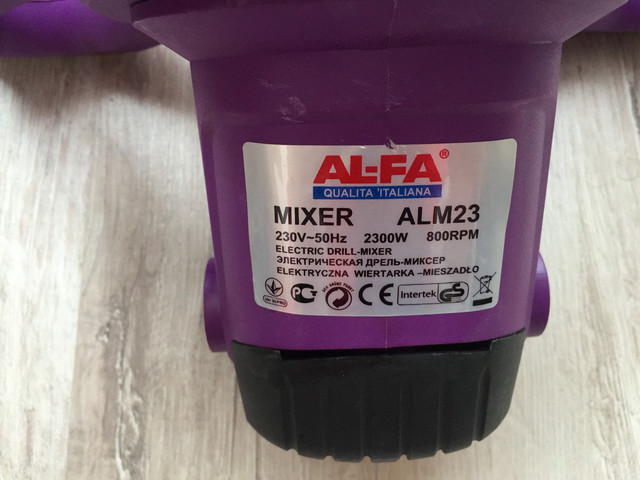 AL-FA®
QUALITA 'ITALIANA
MIXER ALM23
230V~50Hz 2300W 800RPM
ELECTRIC DRILL-MIXER
ЭЛЕКТРИЧЕСКАЯ ДРЕЛЬ-МИКСЕР
ELEKTRYCZNA WIERTARKA –MIESZADŁO
CE Intertek GS